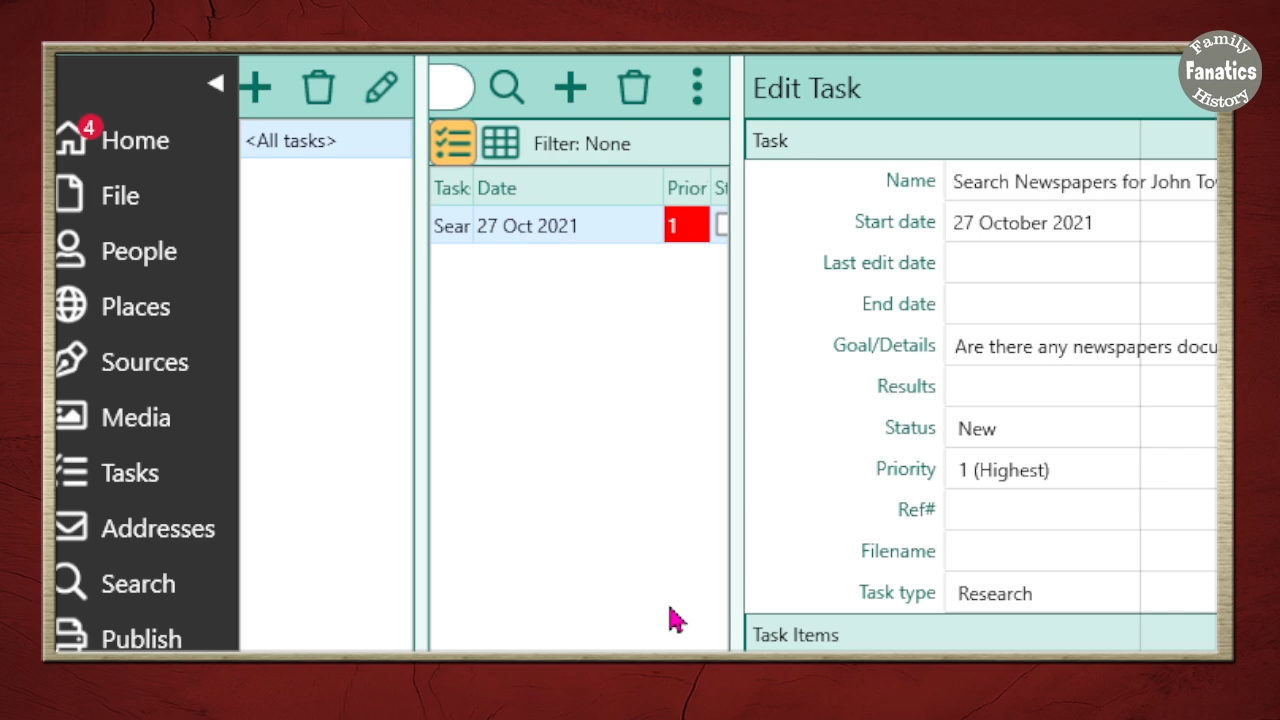 Family
Fanatics
History
4
Home
File
People
Places
Sources
Media
Tasks
Addresses
Search
Publish
<All tasks>
Filter: None
Task Date Prior St
Sear 27 Oct 2021 1
Edit Task
Task
Name Search Newspapers for John To
Start date 27 October 2021
Last edit date
End date
Goal/Details Are there any newspapers docu
Results
Status New
Priority 1 (Highest)
Ref#
Filename
Task type Research
Task Items